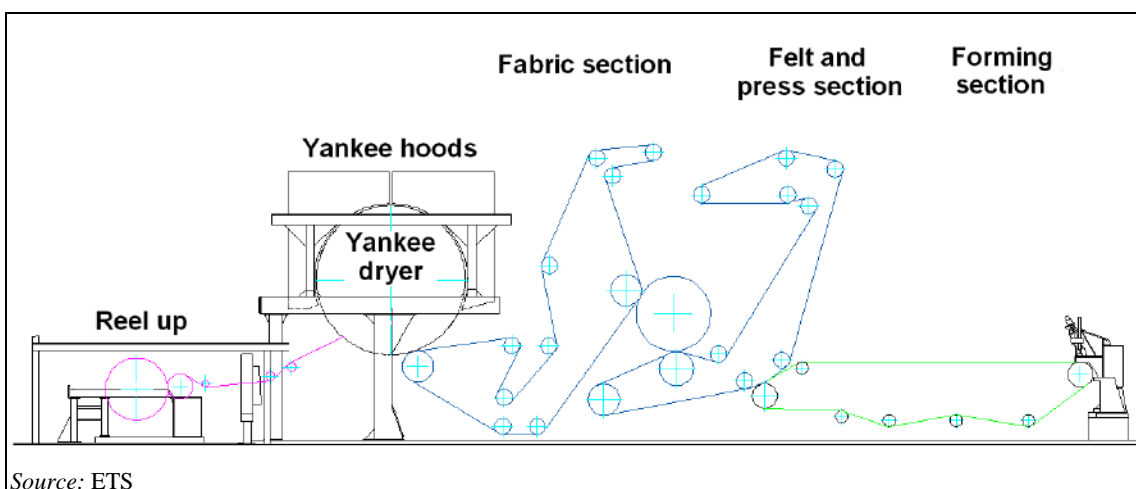 Fabric section
Felt and
press section
Forming
section
Yankee hoods
Yankee
dryer
Reel up
Source: ETS